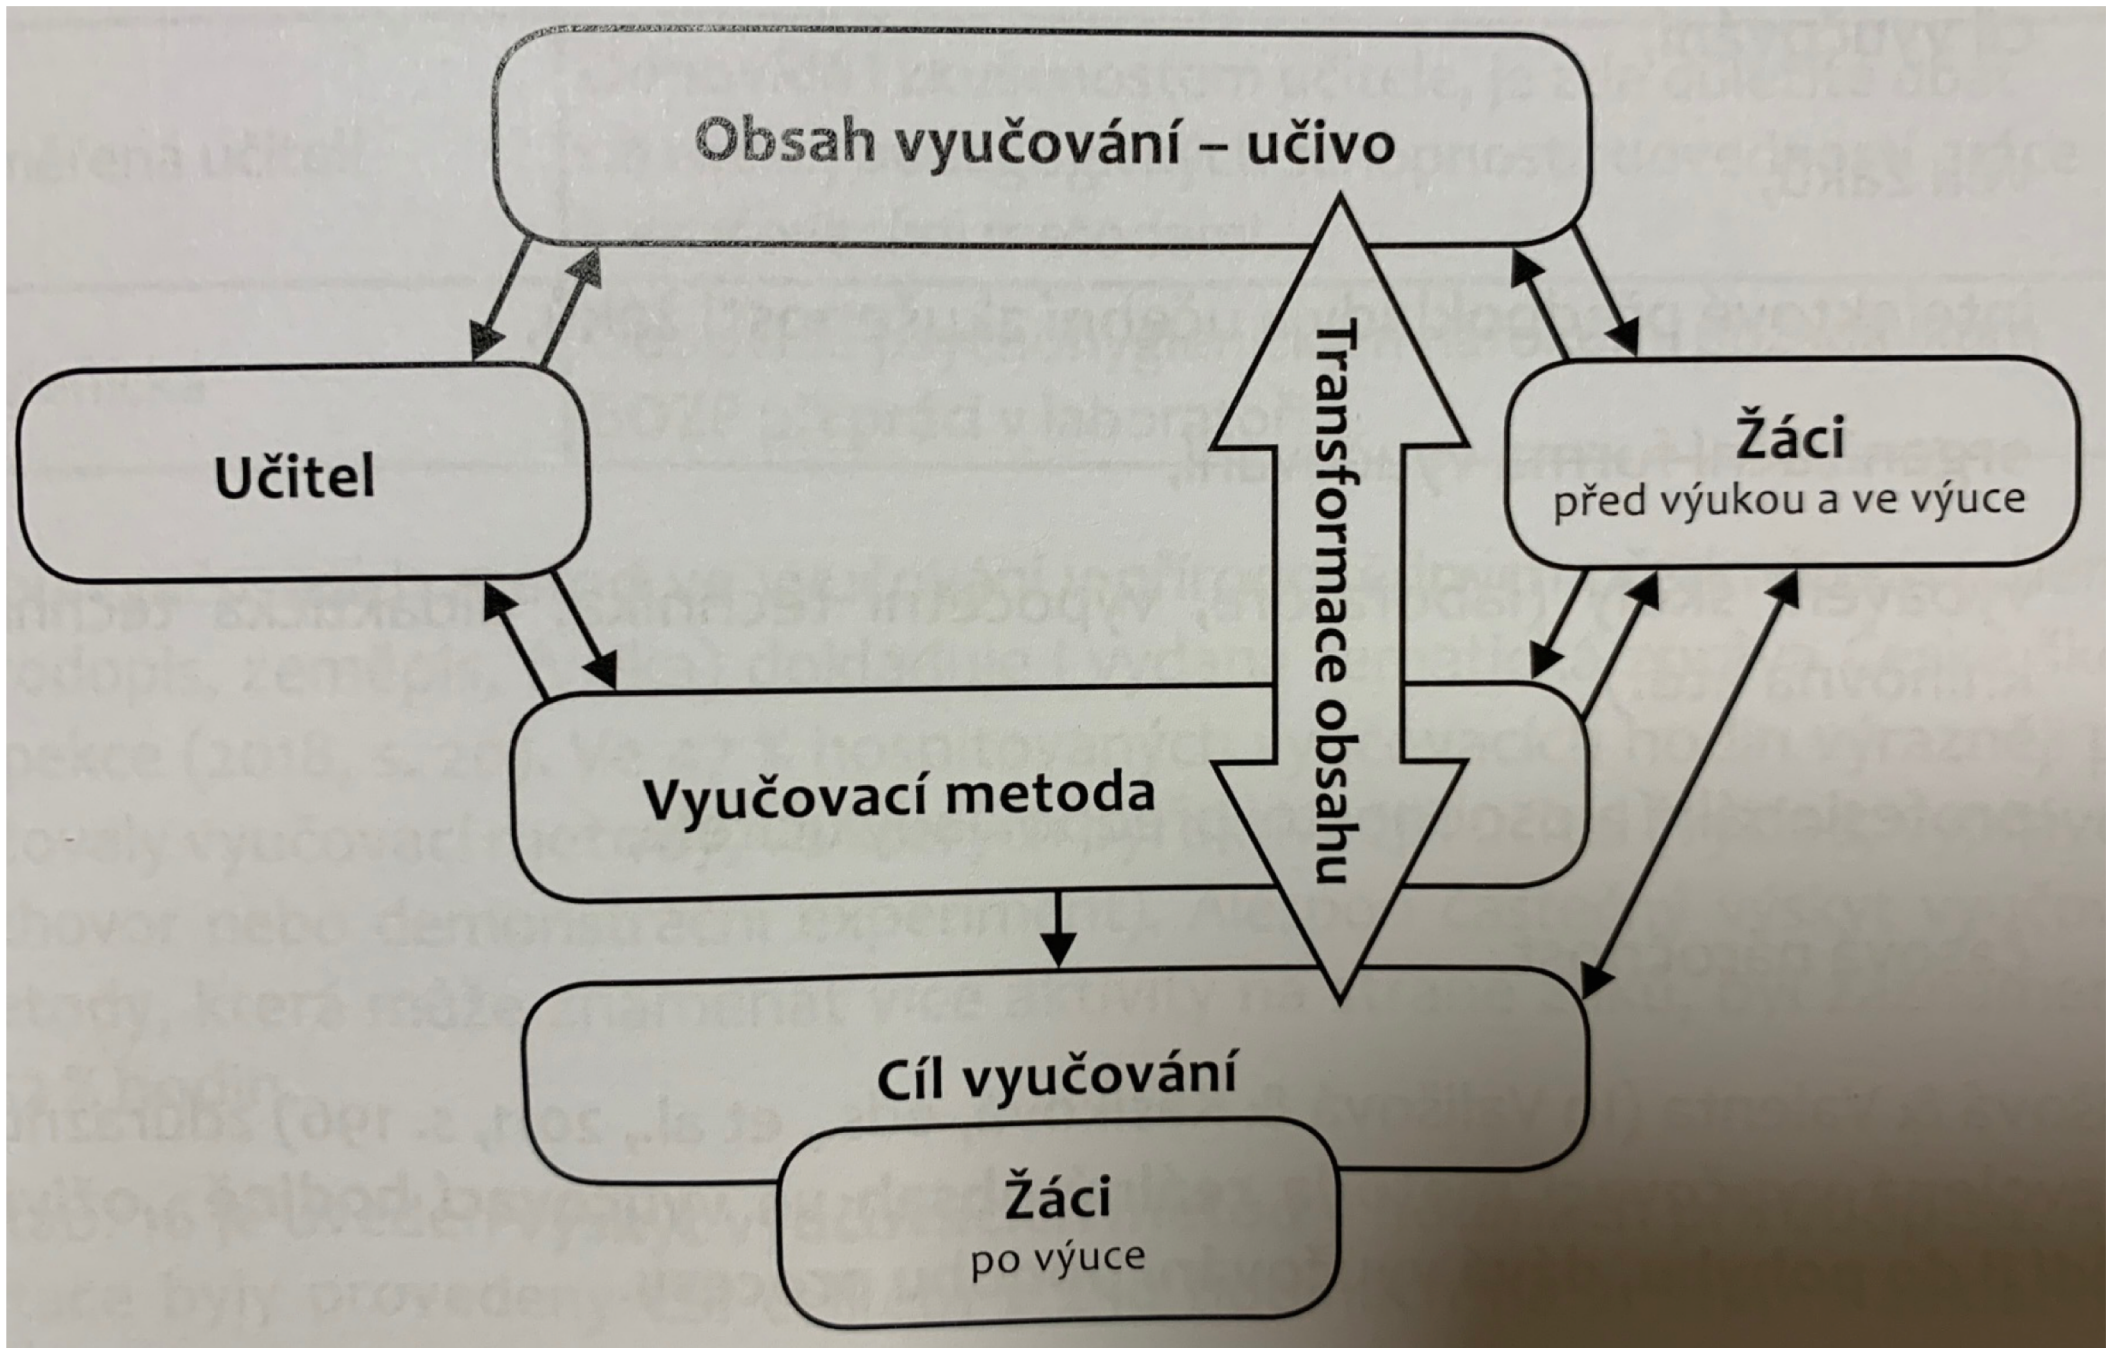 Obsah vyučování – učivo
Učitel
Žáci
před výukou a ve výuce
Transformace obsahu
Vyučovací metoda
Cíl vyučování
Žáci
po výuce